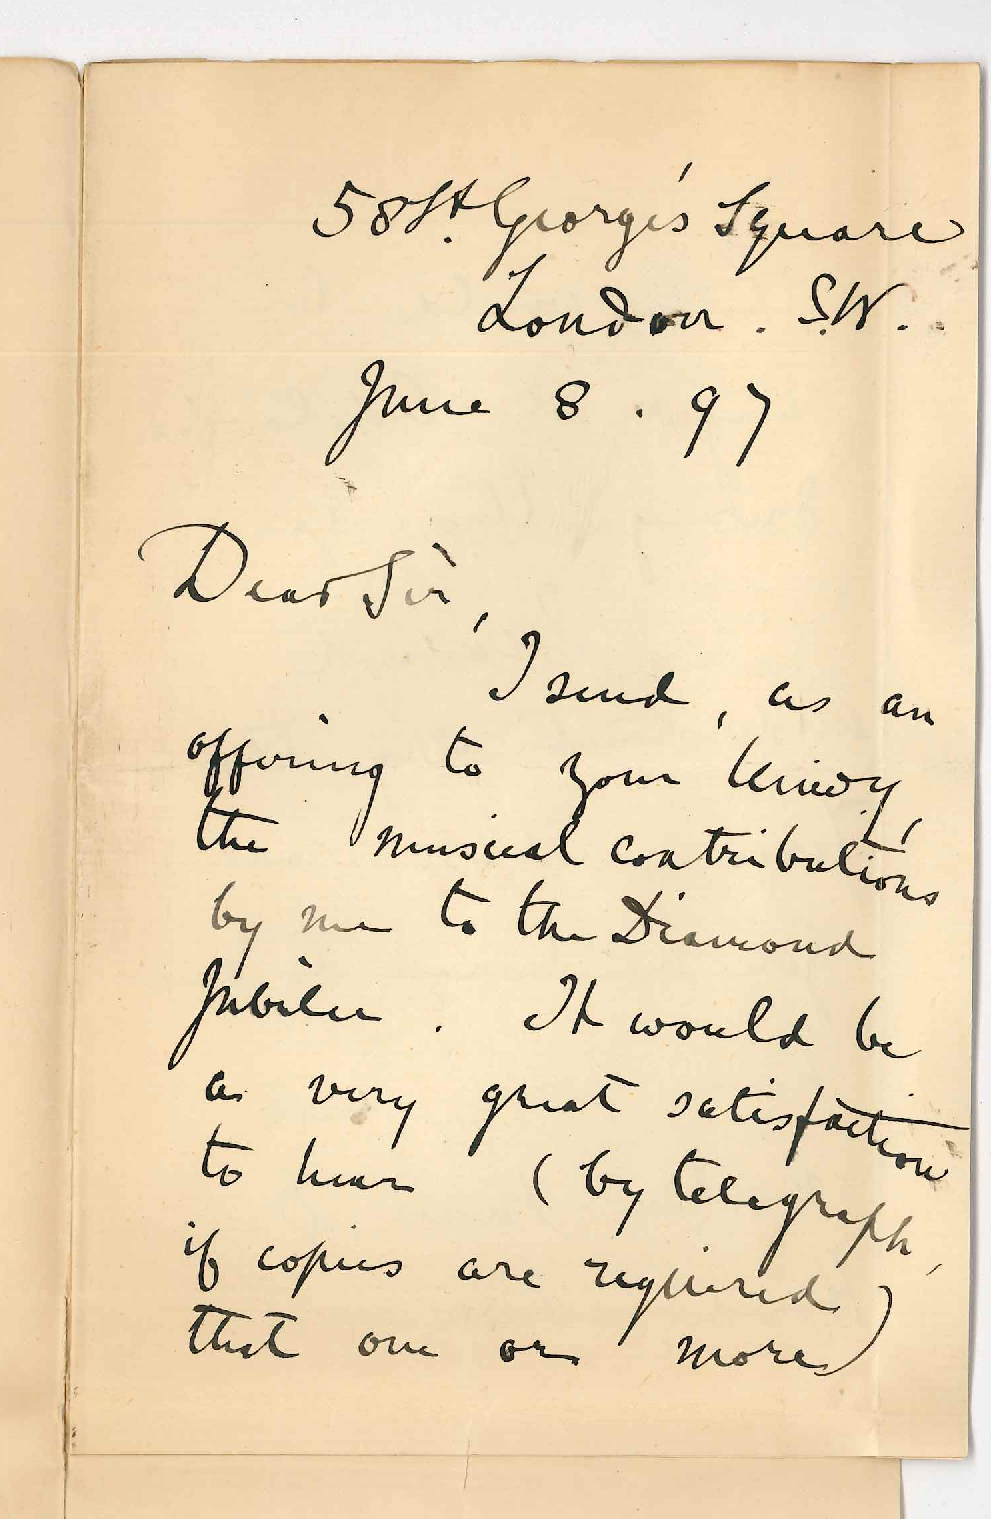 58 St. George's Square
London. S.W.
June 8. 97
Dear Sir,
I send, as an
offering to your
the musical contributions
by me to the Diamond
Jubilee. It would be
a very great satisfaction
to hear (by telegraph,
if copies are required)
that one or more